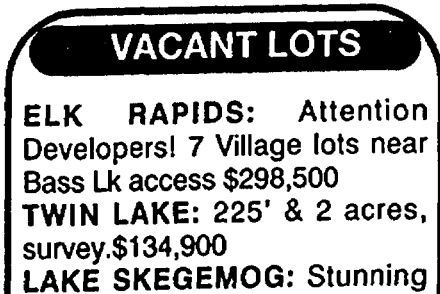 VACANT LOTS
ELK RAPIDS: Attention
Developers! 7 Village lots near
Bass Lk access $298,500
TWIN LAKE: 225' & 2 acres,
survey.$134,900
LAKE SKEGEMOG: Stunning